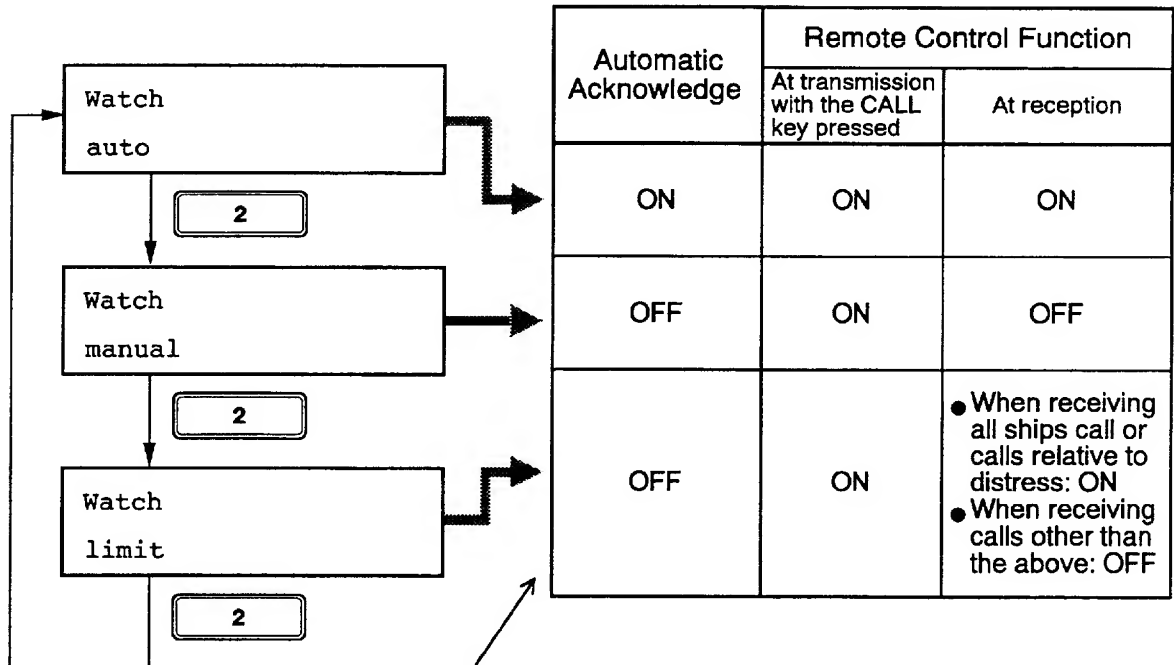 Watch
auto
2
Watch
manual
2
Watch
limit
2
Automatic
Acknowledge
Remote Control Function
At transmission
with the CALL
key pressed
At reception
ON
ON
ON
OFF
ON
OFF
OFF
ON
● When receiving
all ships call or
calls relative to
distress: ON
● When receiving
calls other than
the above: OFF